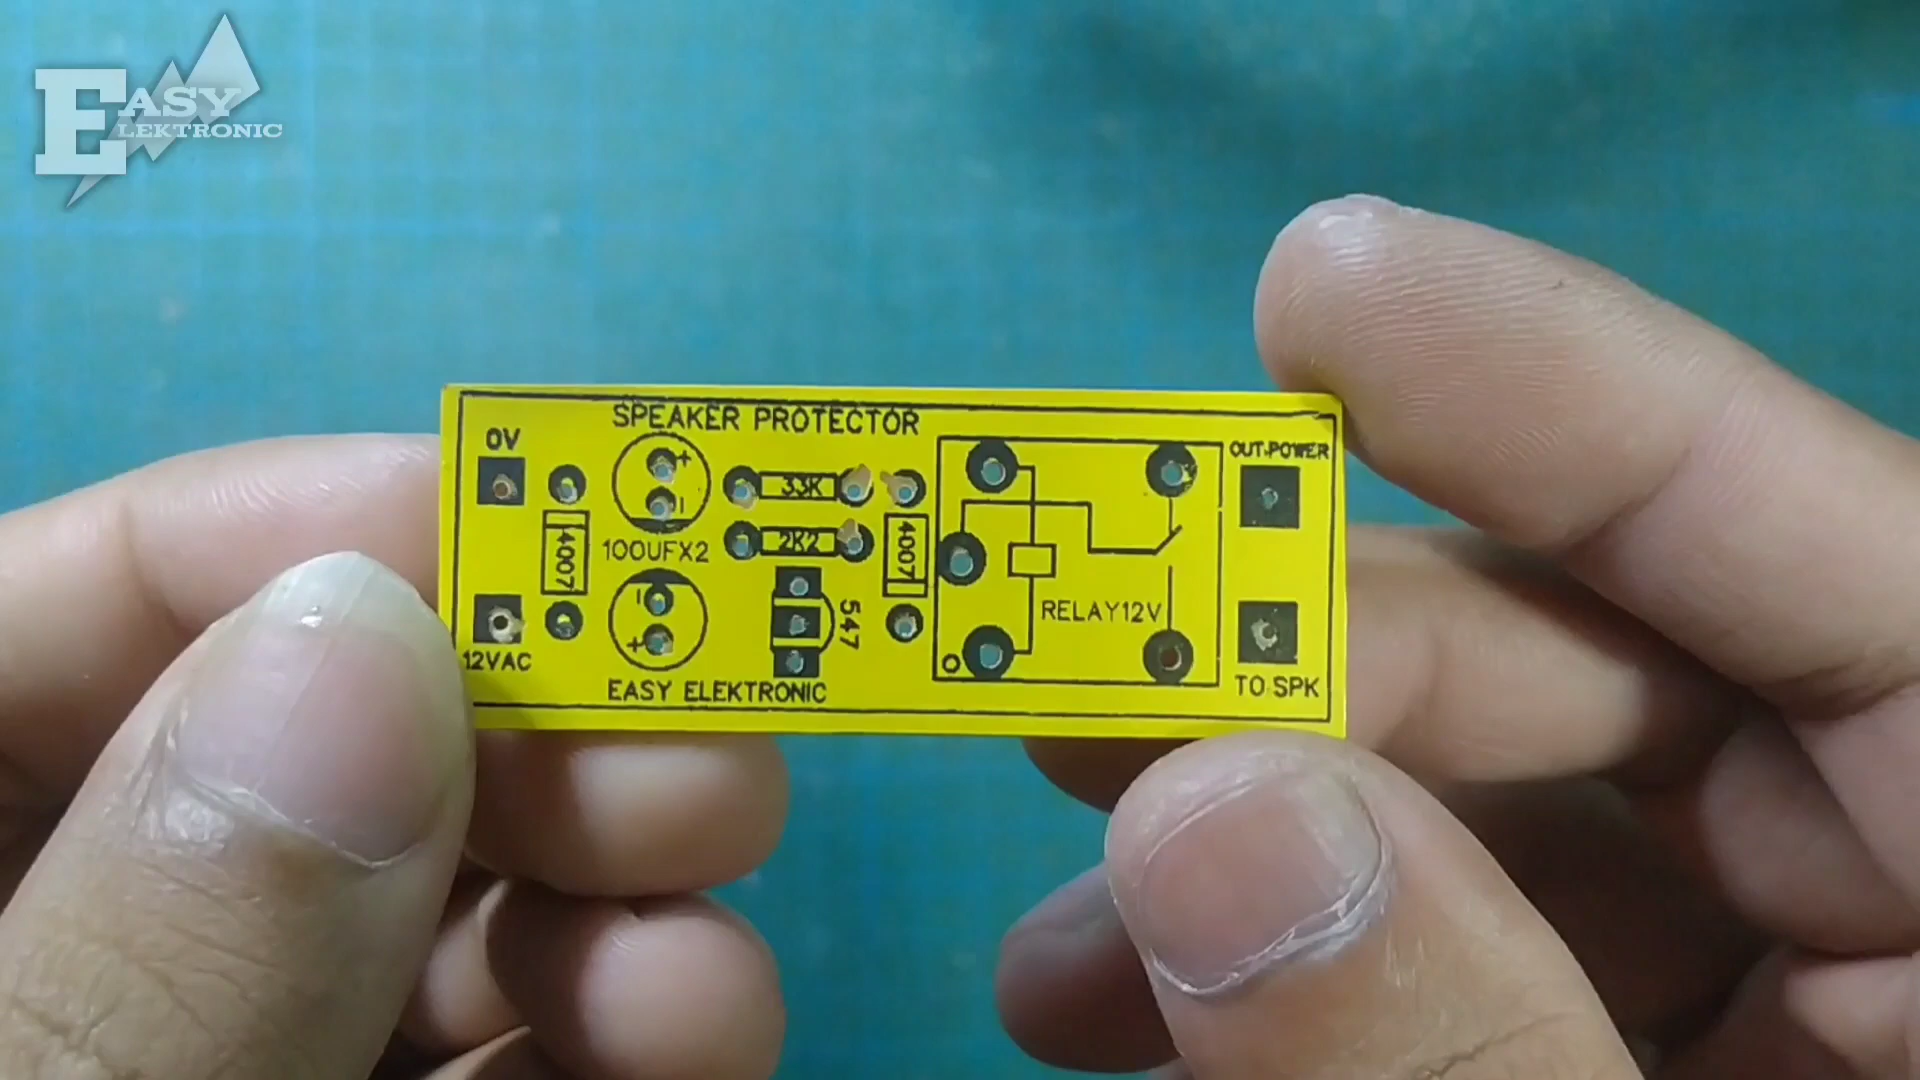 EASY
ELEKTRONIC
SPEAKER PROTECTOR
0V
OUT.POWER
33K
4007
100UFX2
2K2
4007
547
RELAY12V
12VAC
EASY ELEKTRONIC
TO SPK